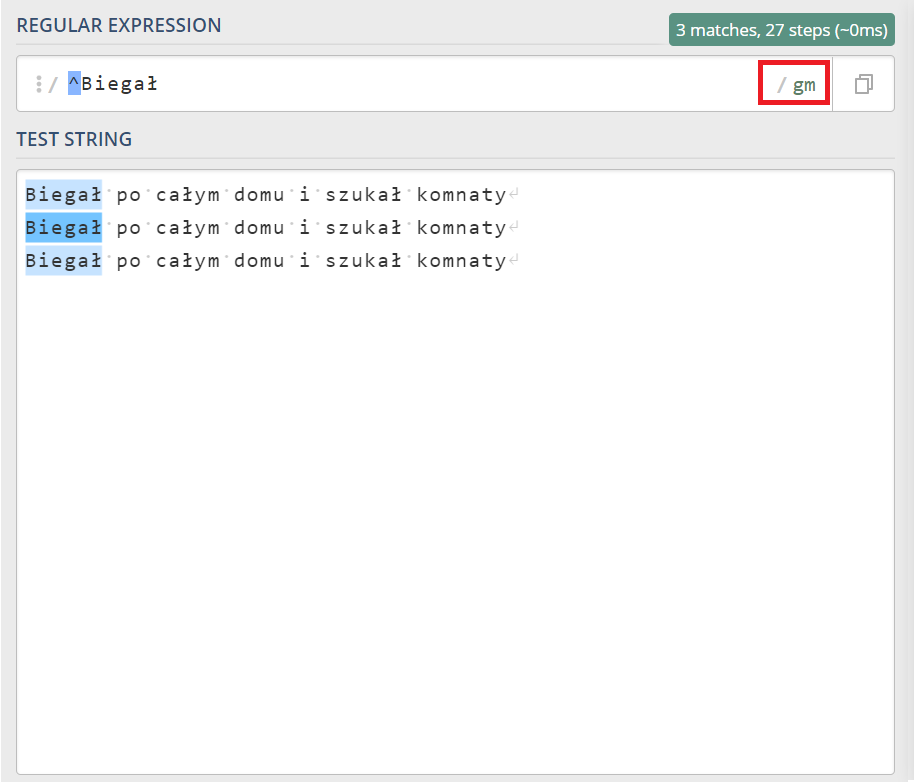 REGULAR EXPRESSION
3 matches, 27 steps (~0ms)
/ ^Biegał / gm
TEST STRING
Biegał po całym domu i szukał komnaty
Biegał po całym domu i szukał komnaty
Biegał po całym domu i szukał komnaty